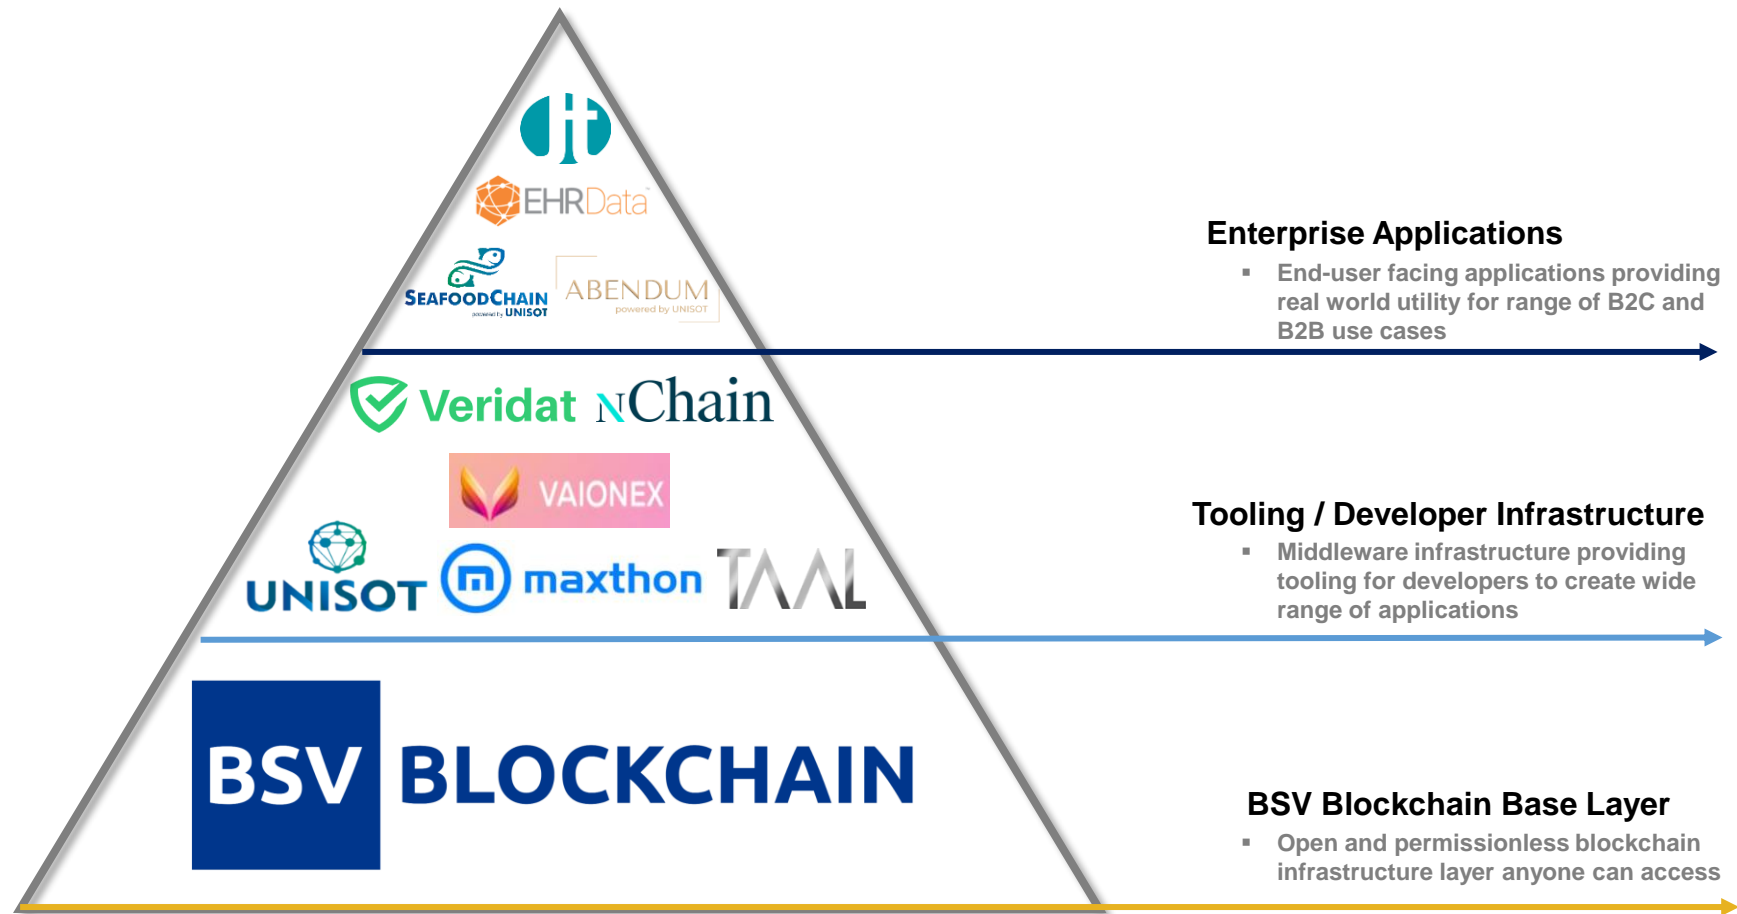 EHRData™
SEAFOODCHAIN
powered by UNISOT
ABENDUM
powered by UNISOT
Enterprise Applications
▪ End-user facing applications providing
real world utility for range of B2C and
B2B use cases
Veridat
nChain
VAIONEX
UNISOT
maxthon
TAAL
Tooling / Developer Infrastructure
▪ Middleware infrastructure providing
tooling for developers to create wide
range of applications
BSV BLOCKCHAIN
BSV Blockchain Base Layer
▪ Open and permissionless blockchain
infrastructure layer anyone can access